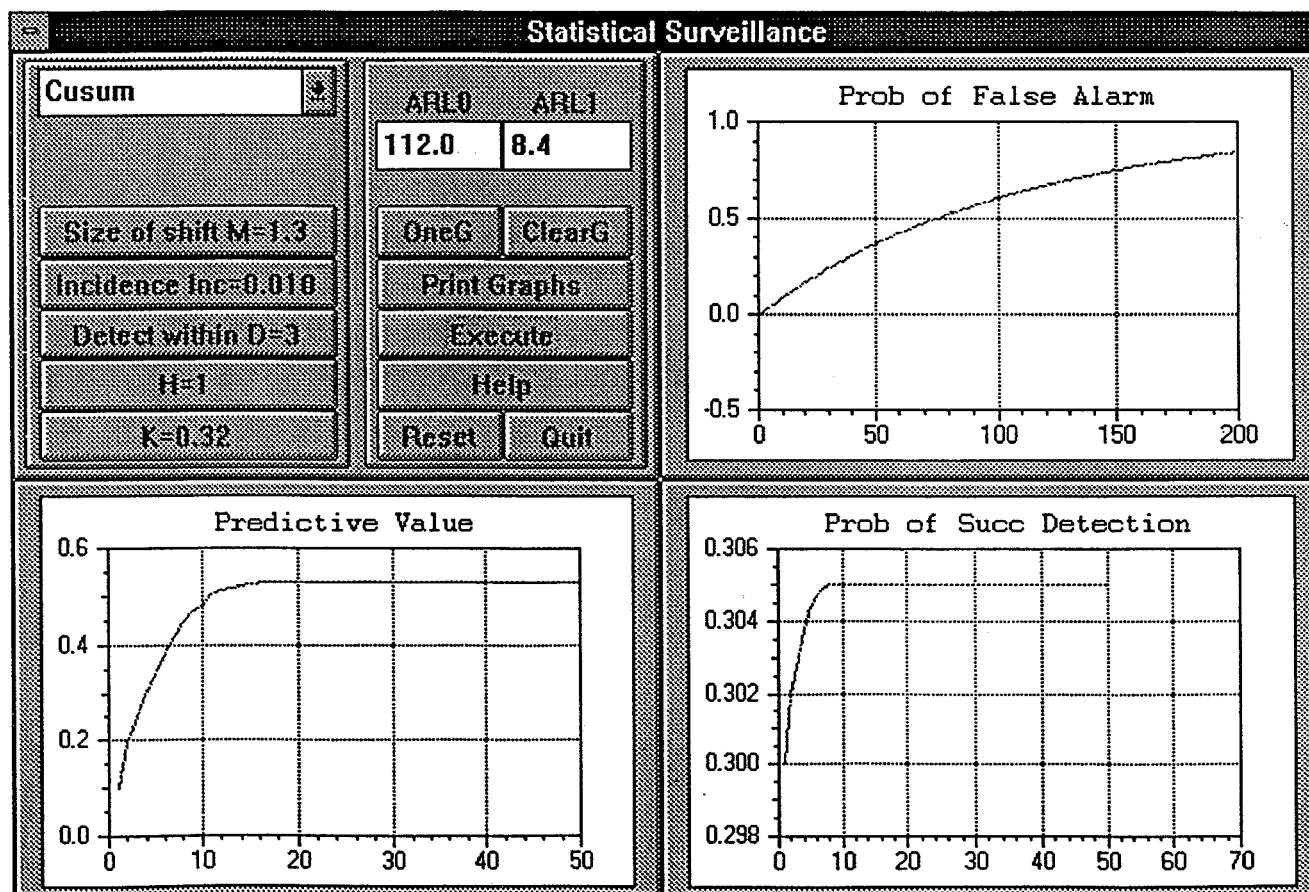 Statistical Surveillance
Cusum
Size of shift M=1.3
Incidence Inc=0.010
Detect within D=3
H=1
K=0.32
ARL0 ARL1
112.0 8.4
OneG ClearG
Print Graphs
Execute
Help
Reset Quit
Prob of False Alarm
1.0
0.5
0.0
-0.5
0 50 100 150 200
Predictive Value
0.6
0.4
0.2
0.0
0 10 20 30 40 50
Prob of Succ Detection
0.306
0.304
0.302
0.300
0.298
0 10 20 30 40 50 60 70